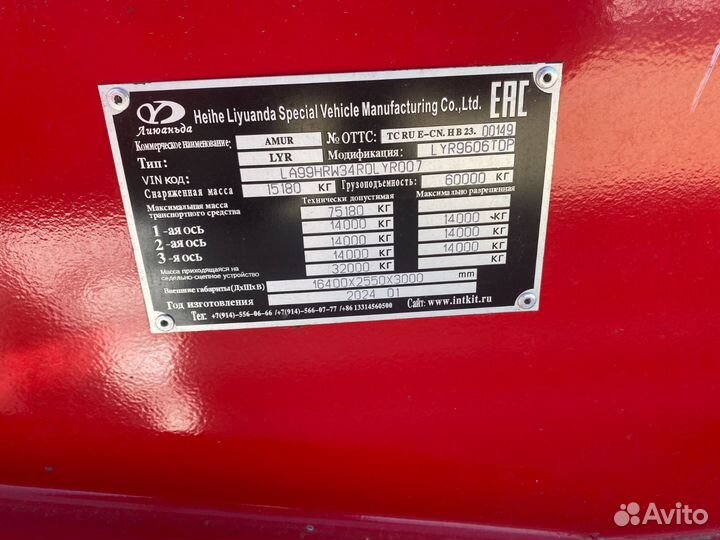 Лиюаньда
Heihe Liyuanda Special Vehicle Manufacturing Co.,Ltd.
EAC
Коммерческое наименование: AMUR № ОТТС: TC RU E-CN. HB 23. 00149
Тип: LYR Модификация: LYR9606TDP
VIN код: LA99HRW34R0LYR007
Снаряженная масса 15180 КГ Грузоподъемность: 60000 КГ
Максимальная масса транспортного средства Технически допустимая 75180 КГ Максимально разрешенная
1 -ая ось 14000 КГ 14000 КГ
2 -ая ось 14000 КГ 14000 КГ
3 -я ось 14000 КГ 14000 КГ
Масса приходящаяся на седельно-сцепное устройство 32000 КГ
Внешние габариты (ДхШхВ) 16400X2550X3000 mm
Год изготовления 2024 01
Тех: +7(914)-556-06-66 /+7(914)-566-07-77 /+86 13314560500 Сайт: www.intkit.ru
Avito